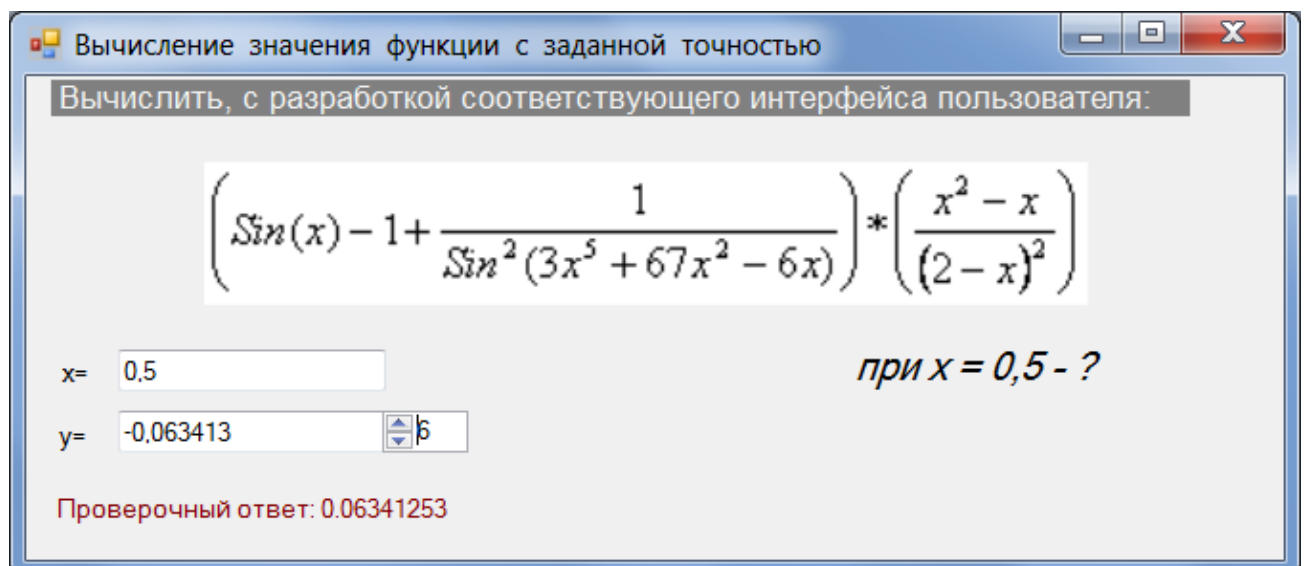 Вычисление значения функции с заданной точностью
Вычислить, с разработкой соответствующего интерфейса пользователя:
(Sin(x) − 1 + 1/(Sin²(3x⁵ + 67x² − 6x))) * ((x² − x)/((2 − x)²))
x= 0,5
при x = 0,5 - ?
y= -0,063413 6
Проверочный ответ: 0.06341253